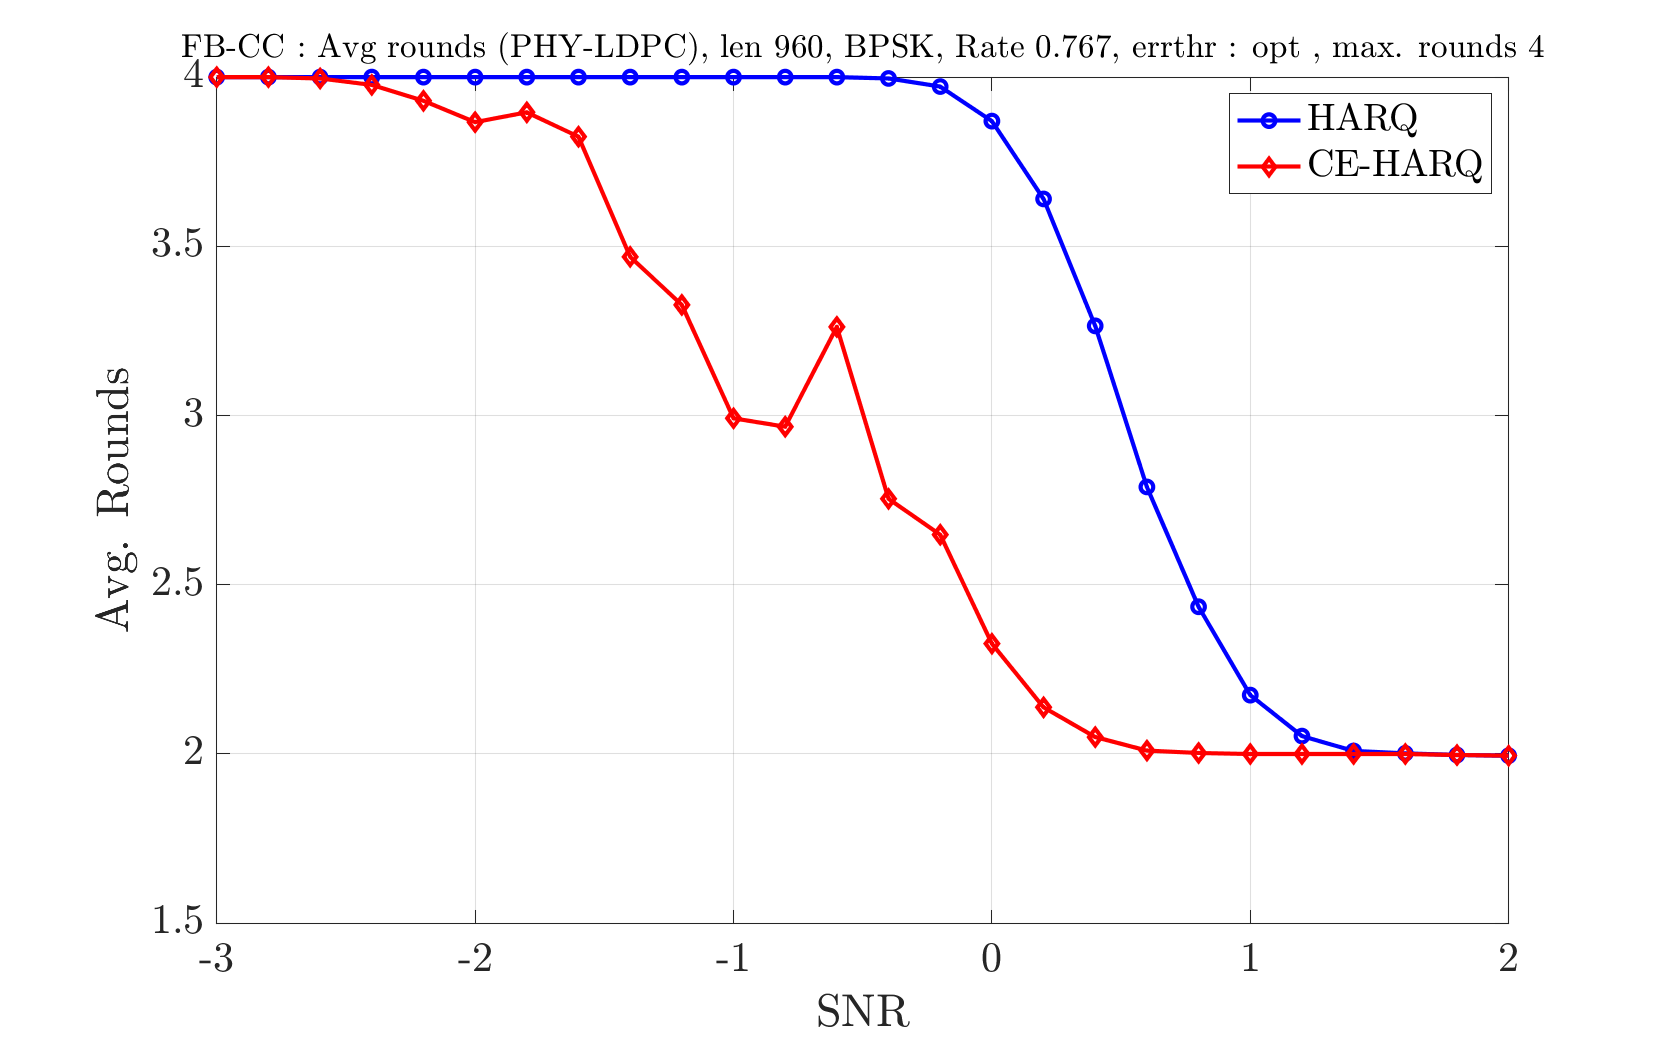 FB-CC : Avg rounds (PHY-LDPC), len 960, BPSK, Rate 0.767, errthr : opt , max. rounds 4
HARQ
CE-HARQ
Avg. Rounds
4
3.5
3
2.5
2
1.5
-3 -2 -1 0 1 2
SNR